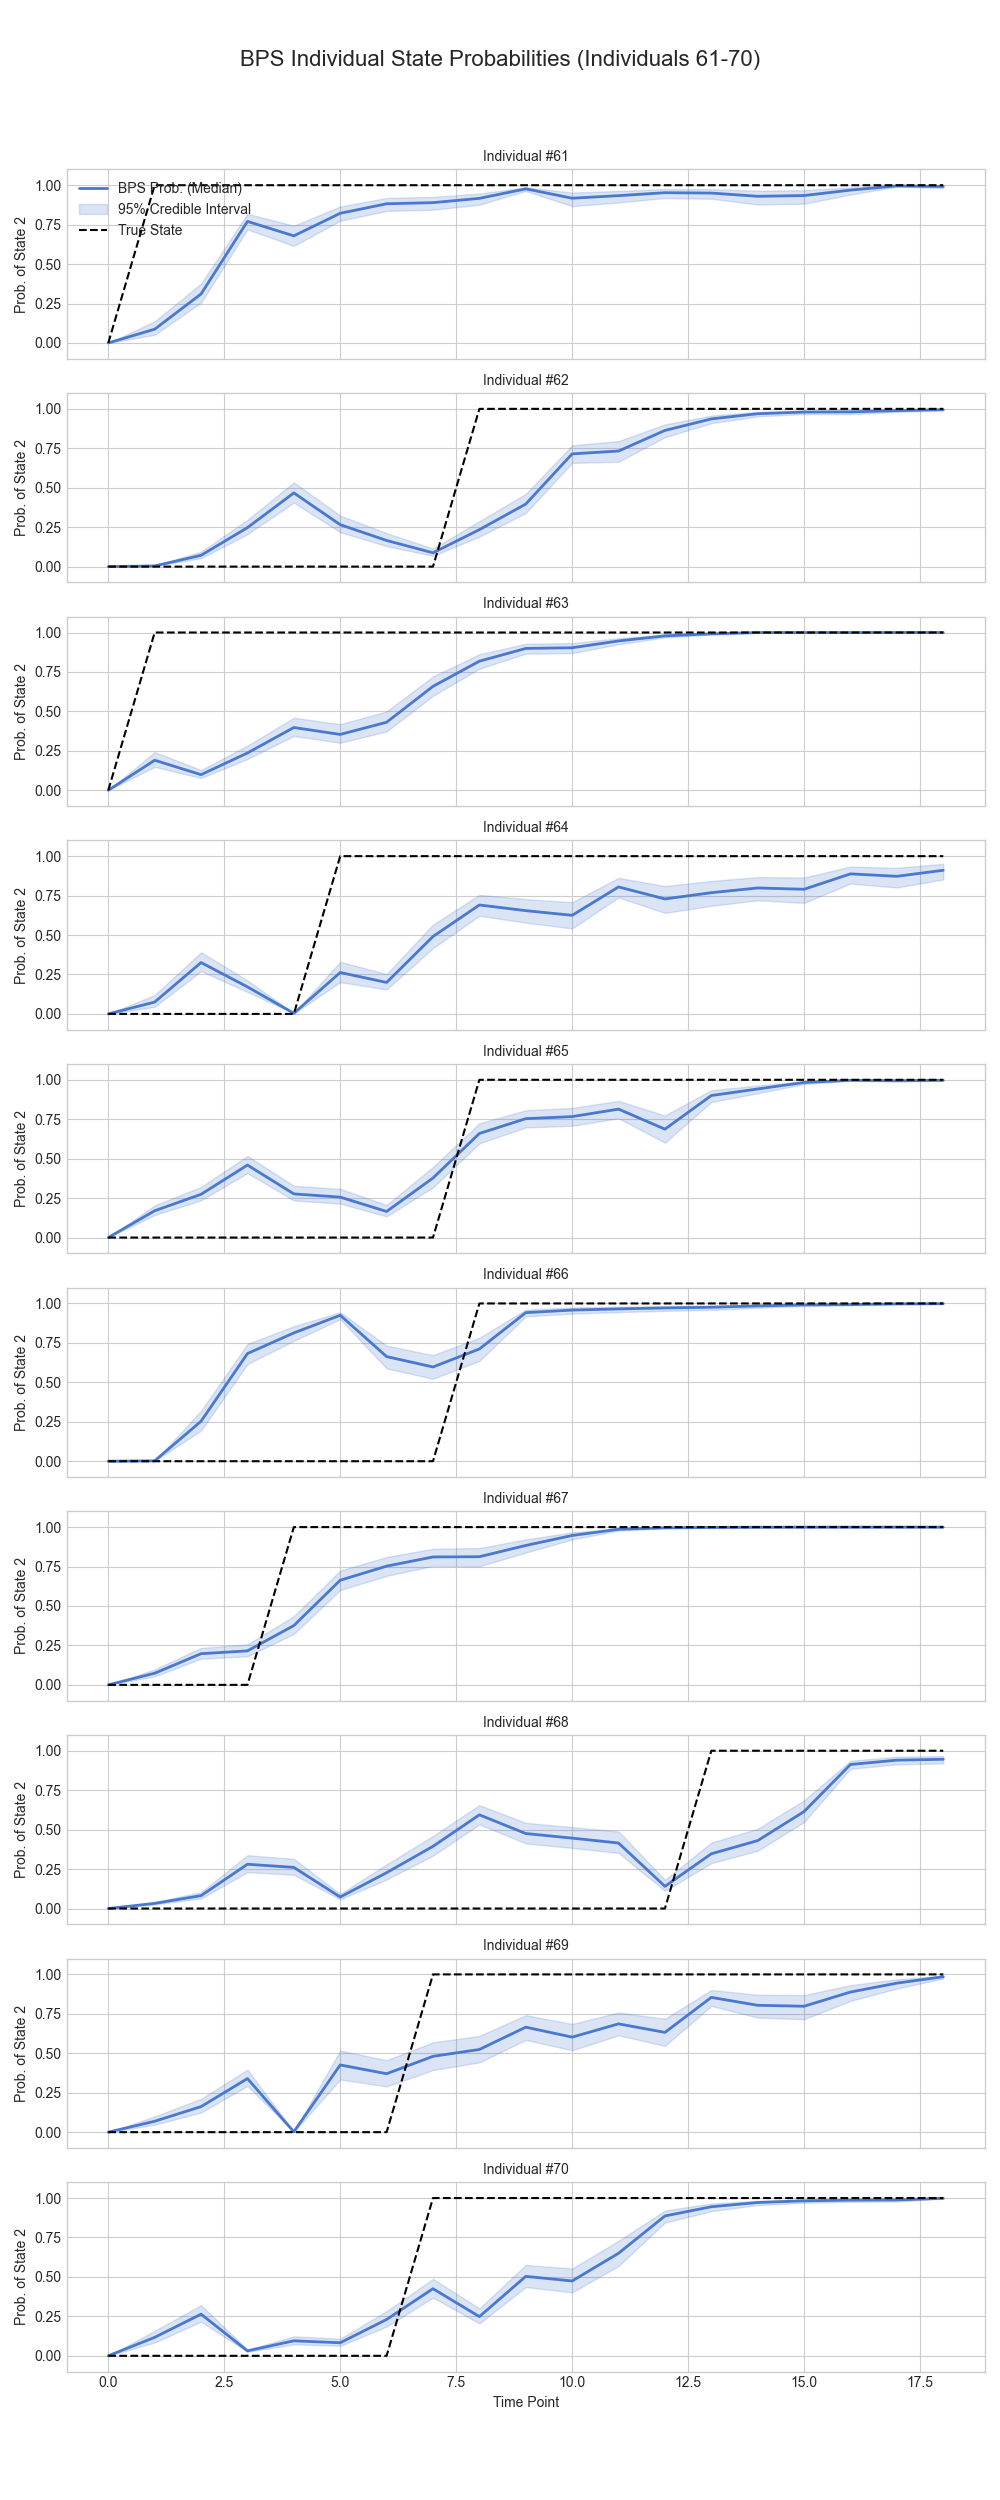 BPS Individual State Probabilities (Individuals 61-70)
Individual #61
1.00
0.75
0.50
0.25
0.00
Prob. of State 2
BPS Prob. (Median)
95% Credible Interval
True State
Individual #62
1.00
0.75
0.50
0.25
0.00
Prob. of State 2
Individual #63
1.00
0.75
0.50
0.25
0.00
Prob. of State 2
Individual #64
1.00
0.75
0.50
0.25
0.00
Prob. of State 2
Individual #65
1.00
0.75
0.50
0.25
0.00
Prob. of State 2
Individual #66
1.00
0.75
0.50
0.25
0.00
Prob. of State 2
Individual #67
1.00
0.75
0.50
0.25
0.00
Prob. of State 2
Individual #68
1.00
0.75
0.50
0.25
0.00
Prob. of State 2
Individual #69
1.00
0.75
0.50
0.25
0.00
Prob. of State 2
Individual #70
1.00
0.75
0.50
0.25
0.00
Prob. of State 2
0.0 2.5 5.0 7.5 10.0 12.5 15.0 17.5
Time Point